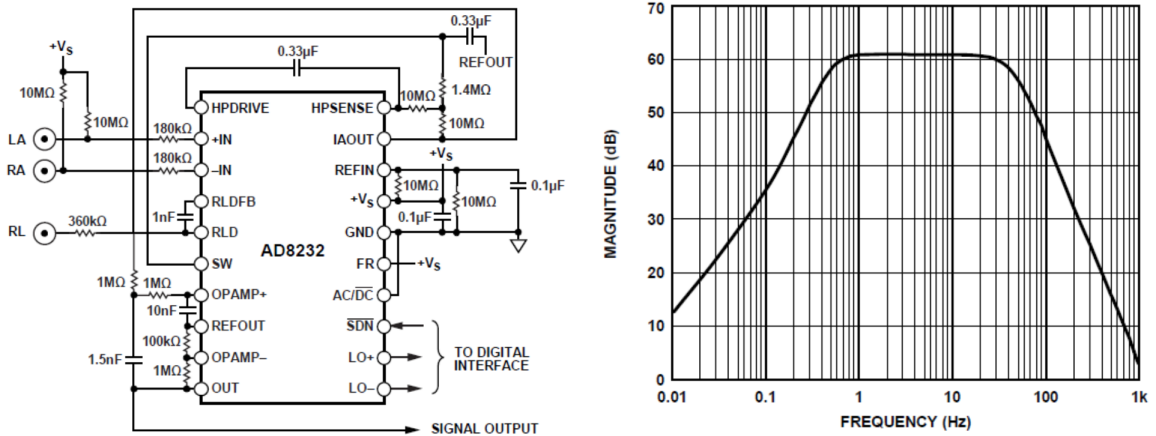 0.33µF
0.33µF
REFOUT
+VS
10MΩ
10MΩ
10MΩ
1.4MΩ
10MΩ
HPDRIVE
HPSENSE
LA
180kΩ
+IN
IAOUT
+VS
RA
180kΩ
–IN
REFIN
10MΩ
0.1µF
RLDFB
+VS
10MΩ
1nF
0.1µF
RL
360kΩ
RLD
GND
AD8232
SW
FR
+VS
1MΩ
1MΩ
OPAMP+
AC/DC
10nF
REFOUT
SDN
100kΩ
1.5nF
OPAMP–
LO+
TO DIGITAL
INTERFACE
1MΩ
OUT
LO–
SIGNAL OUTPUT
70
60
50
40
30
20
10
0
MAGNITUDE (dB)
0.01
0.1
1
10
100
1k
FREQUENCY (Hz)